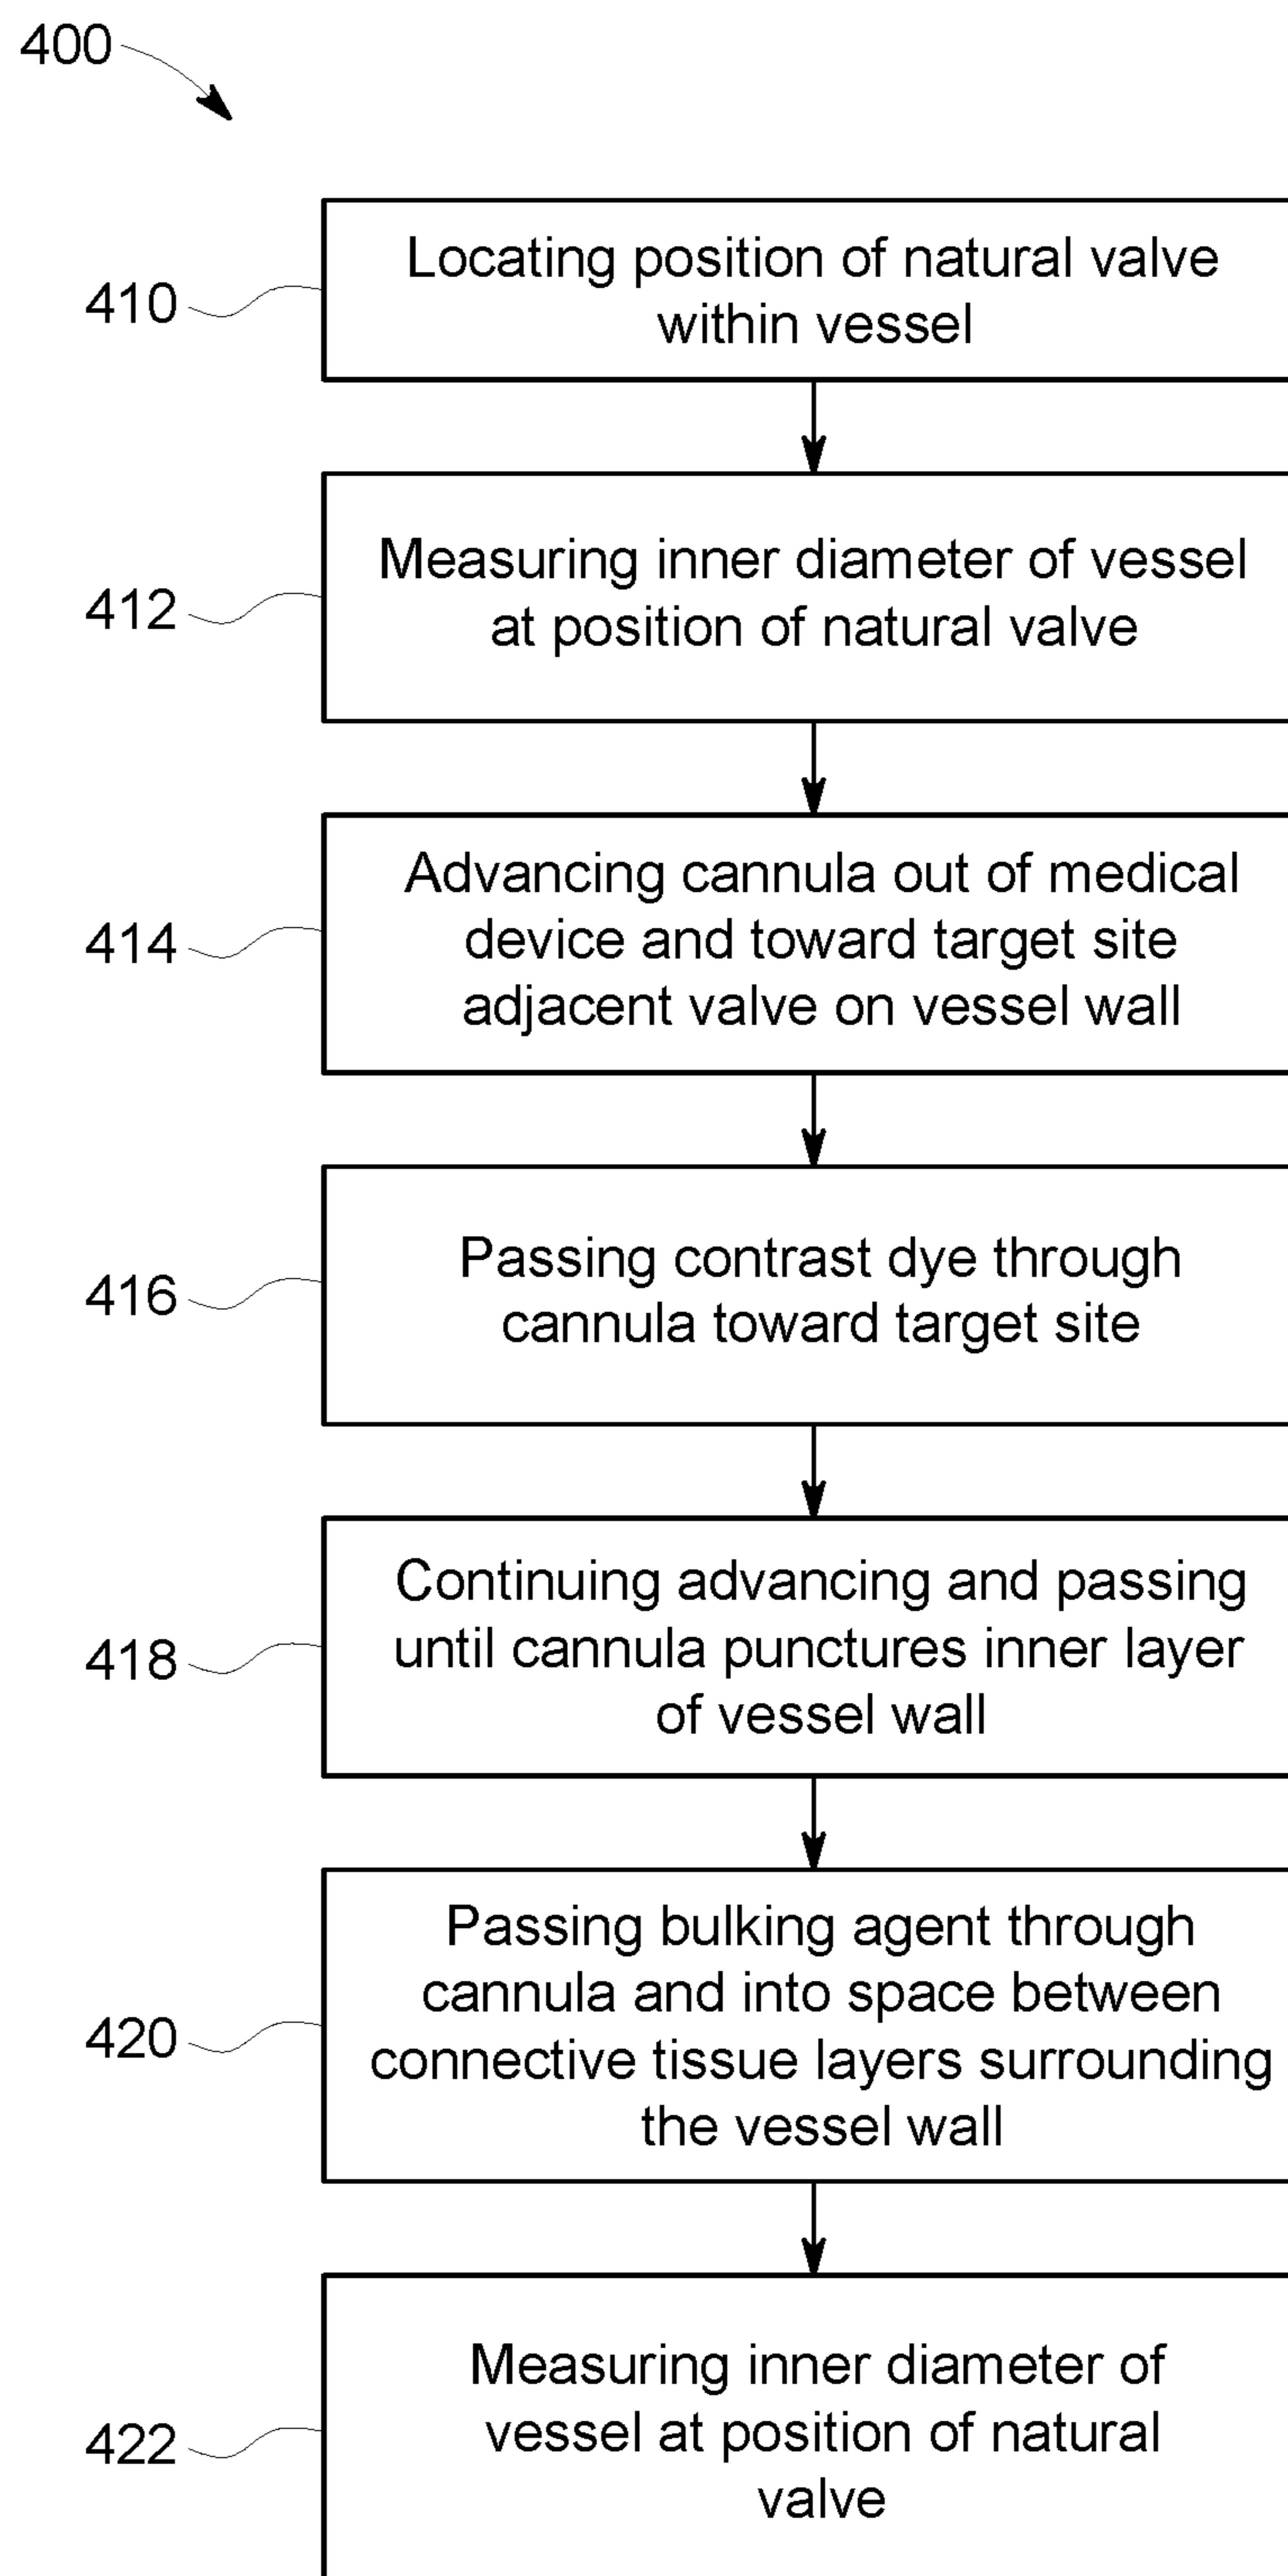 400
410
Locating position of natural valve
within vessel
412
Measuring inner diameter of vessel
at position of natural valve
414
Advancing cannula out of medical
device and toward target site
adjacent valve on vessel wall
416
Passing contrast dye through
cannula toward target site
418
Continuing advancing and passing
until cannula punctures inner layer
of vessel wall
420
Passing bulking agent through
cannula and into space between
connective tissue layers surrounding
the vessel wall
422
Measuring inner diameter of
vessel at position of natural
valve